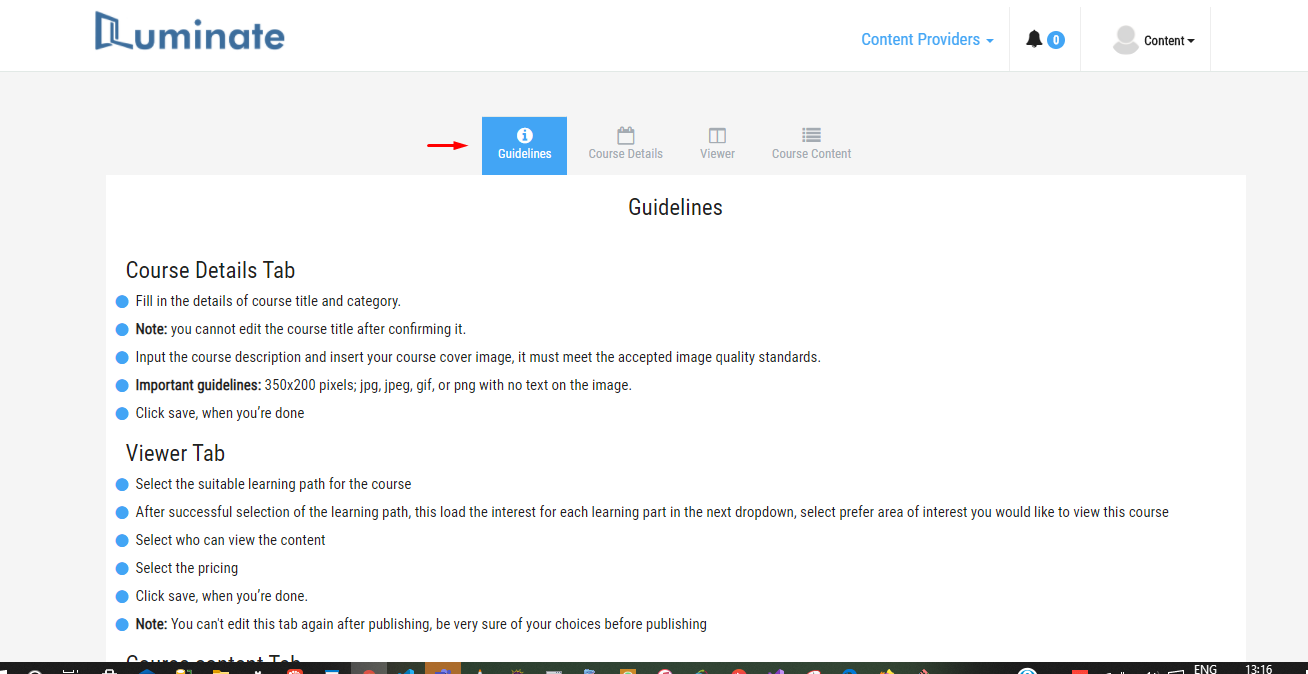 Luminate
Content Providers
0
Content
Guidelines
Course Details
Viewer
Course Content
Guidelines
Course Details Tab
Fill in the details of course title and category.
Note: you cannot edit the course title after confirming it.
Input the course description and insert your course cover image, it must meet the accepted image quality standards.
Important guidelines: 350x200 pixels; jpg, jpeg, gif, or png with no text on the image.
Click save, when you’re done
Viewer Tab
Select the suitable learning path for the course
After successful selection of the learning path, this load the interest for each learning part in the next dropdown, select prefer area of interest you would like to view this course
Select who can view the content
Select the pricing
Click save, when you’re done.
Note: You can't edit this tab again after publishing, be very sure of your choices before publishing
Course content Tab
ENG
13:16